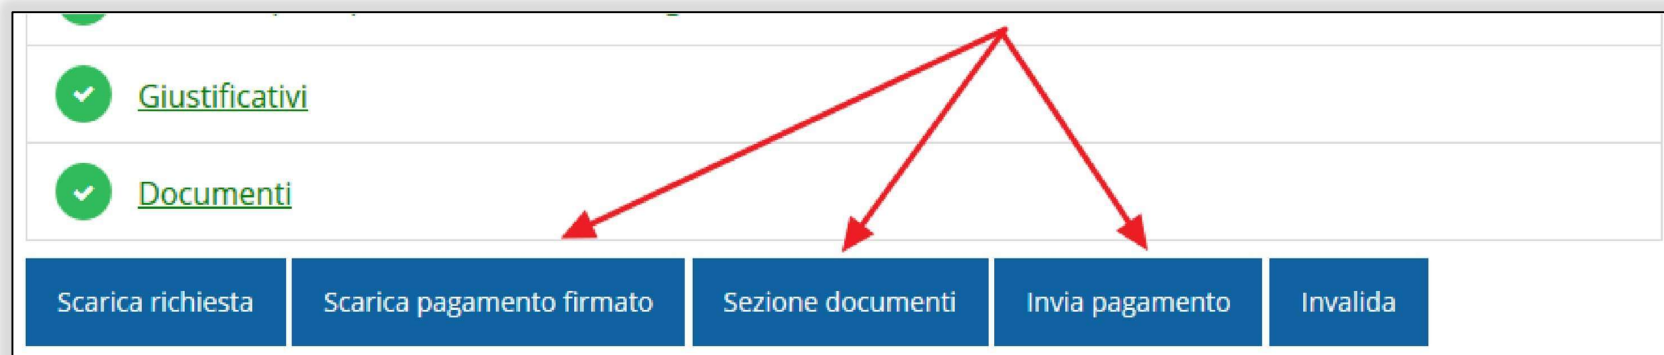 Giustificativi
Documenti
Scarica richiesta Scarica pagamento firmato Sezione documenti Invia pagamento Invalida